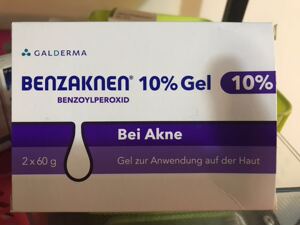 GALDERMA
BENZAKNEN® 10% Gel 10%
BENZOYLPEROXID
Bei Akne
2 x 60 g Gel zur Anwendung auf der Haut